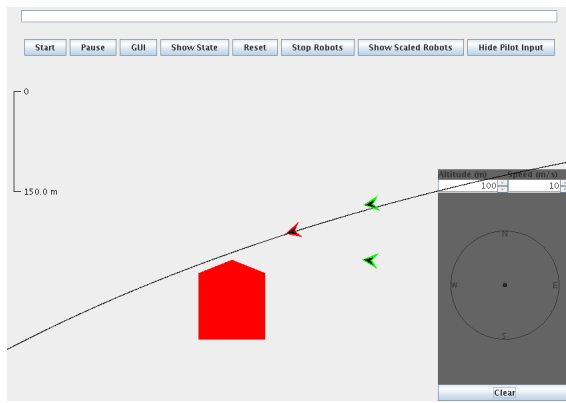 Start Pause GUI Show State Reset Stop Robots Show Scaled Robots Hide Pilot Input
0
150.0 m
Altitude (m) Speed (m/s)
100 10
N
W E
S
Clear